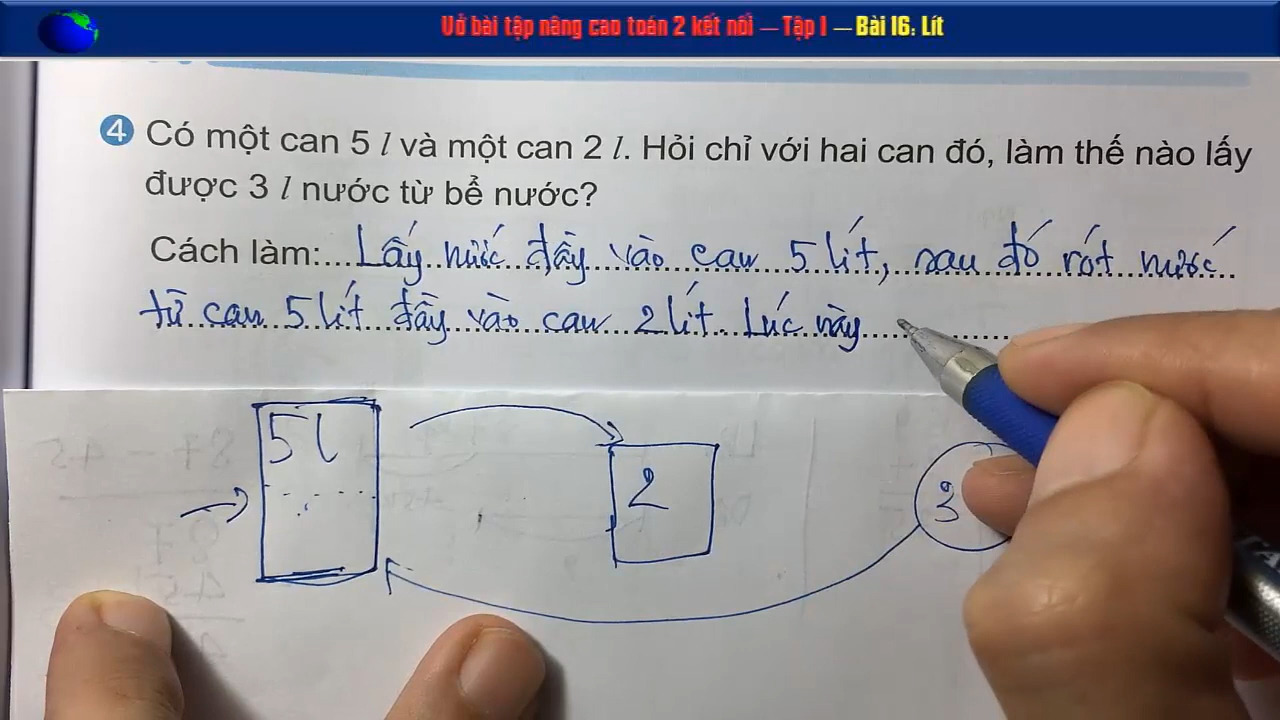 Vở bài tập nâng cao toán 2 kết nối – Tập 1 – Bài 16: Lít
4 Có một can 5 l và một can 2 l. Hỏi chỉ với hai can đó, làm thế nào lấy
được 3 l nước từ bể nước?
Cách làm:...Lấy nước đầy vào can 5 lít, sau đó rót nước
từ can 5 lít đầy vào can 2 lít. Lúc này
5l
2
3